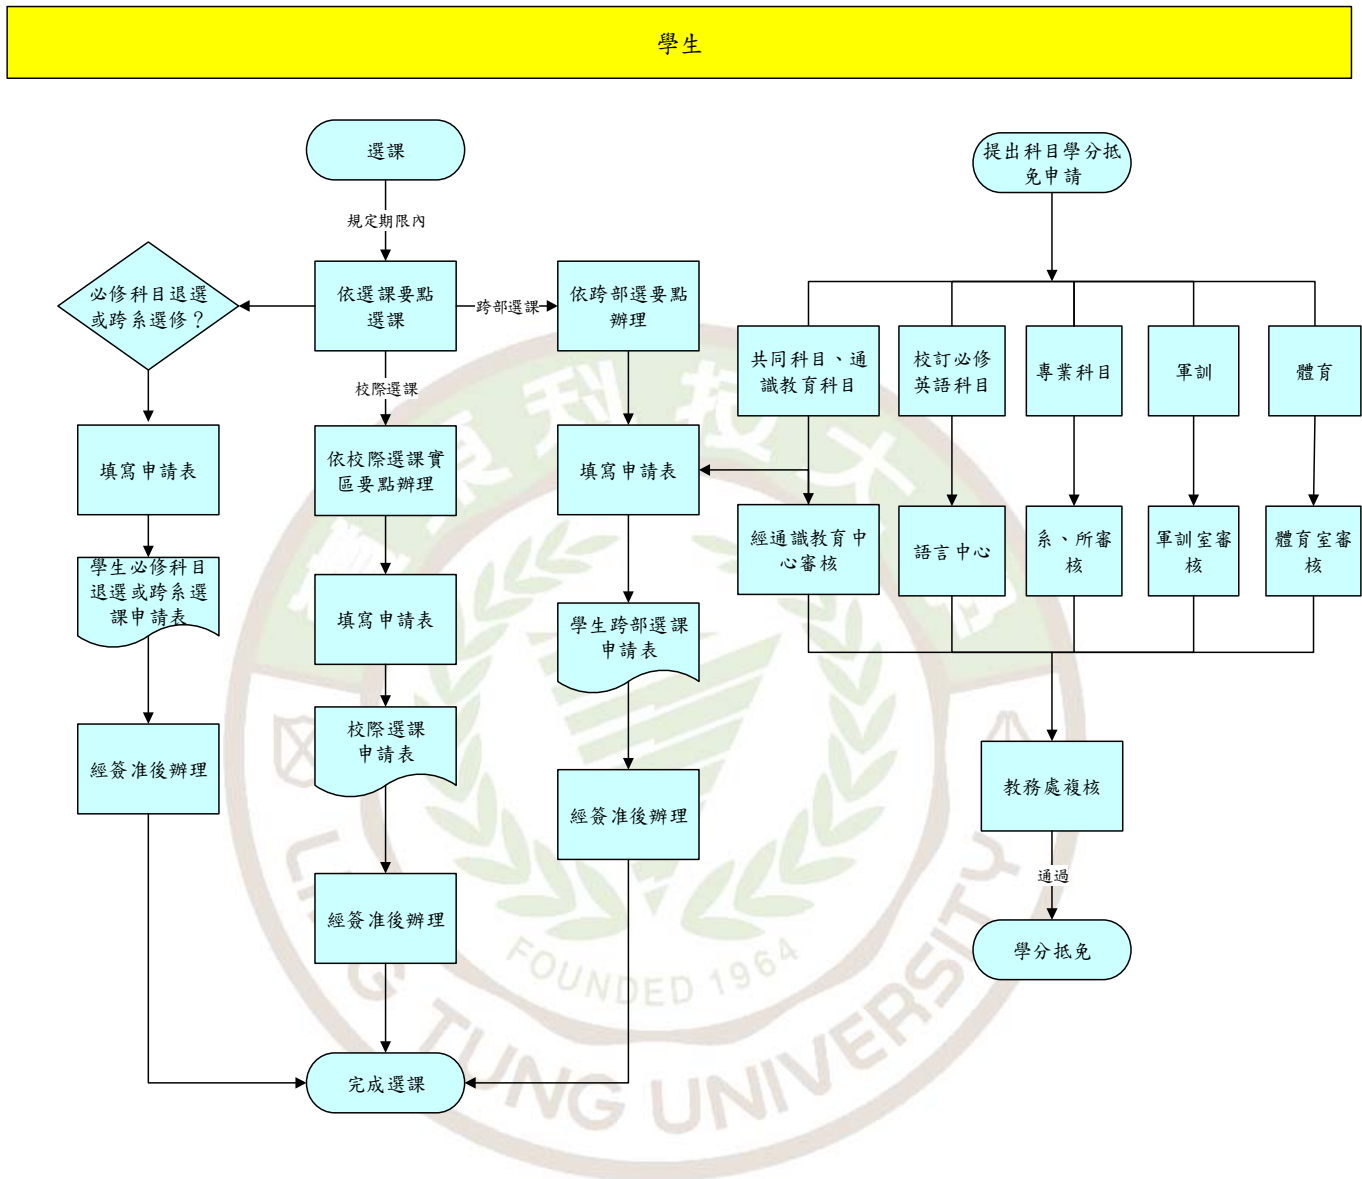 學生
選課
規定期限內
必修科目退選
或跨系選修？
依選課要點
選課
跨部選課
依跨部選要點
辦理
校際選課
填寫申請表
依校際選課實
區要點辦理
填寫申請表
學生必修科目
退選或跨系選
課申請表
填寫申請表
學生跨部選課
申請表
經簽准後辦理
校際選課
申請表
經簽准後辦理
經簽准後辦理
完成選課
提出科目學分抵
免申請
共同科目、通
識教育科目
校訂必修
英語科目
專業科目
軍訓
體育
經通識教育中
心審核
語言中心
系、所審
核
軍訓室審
核
體育室審
核
教務處複核
通過
學分抵免
東科技大
FOUNDED 1964
TUNG UNIVERSITY